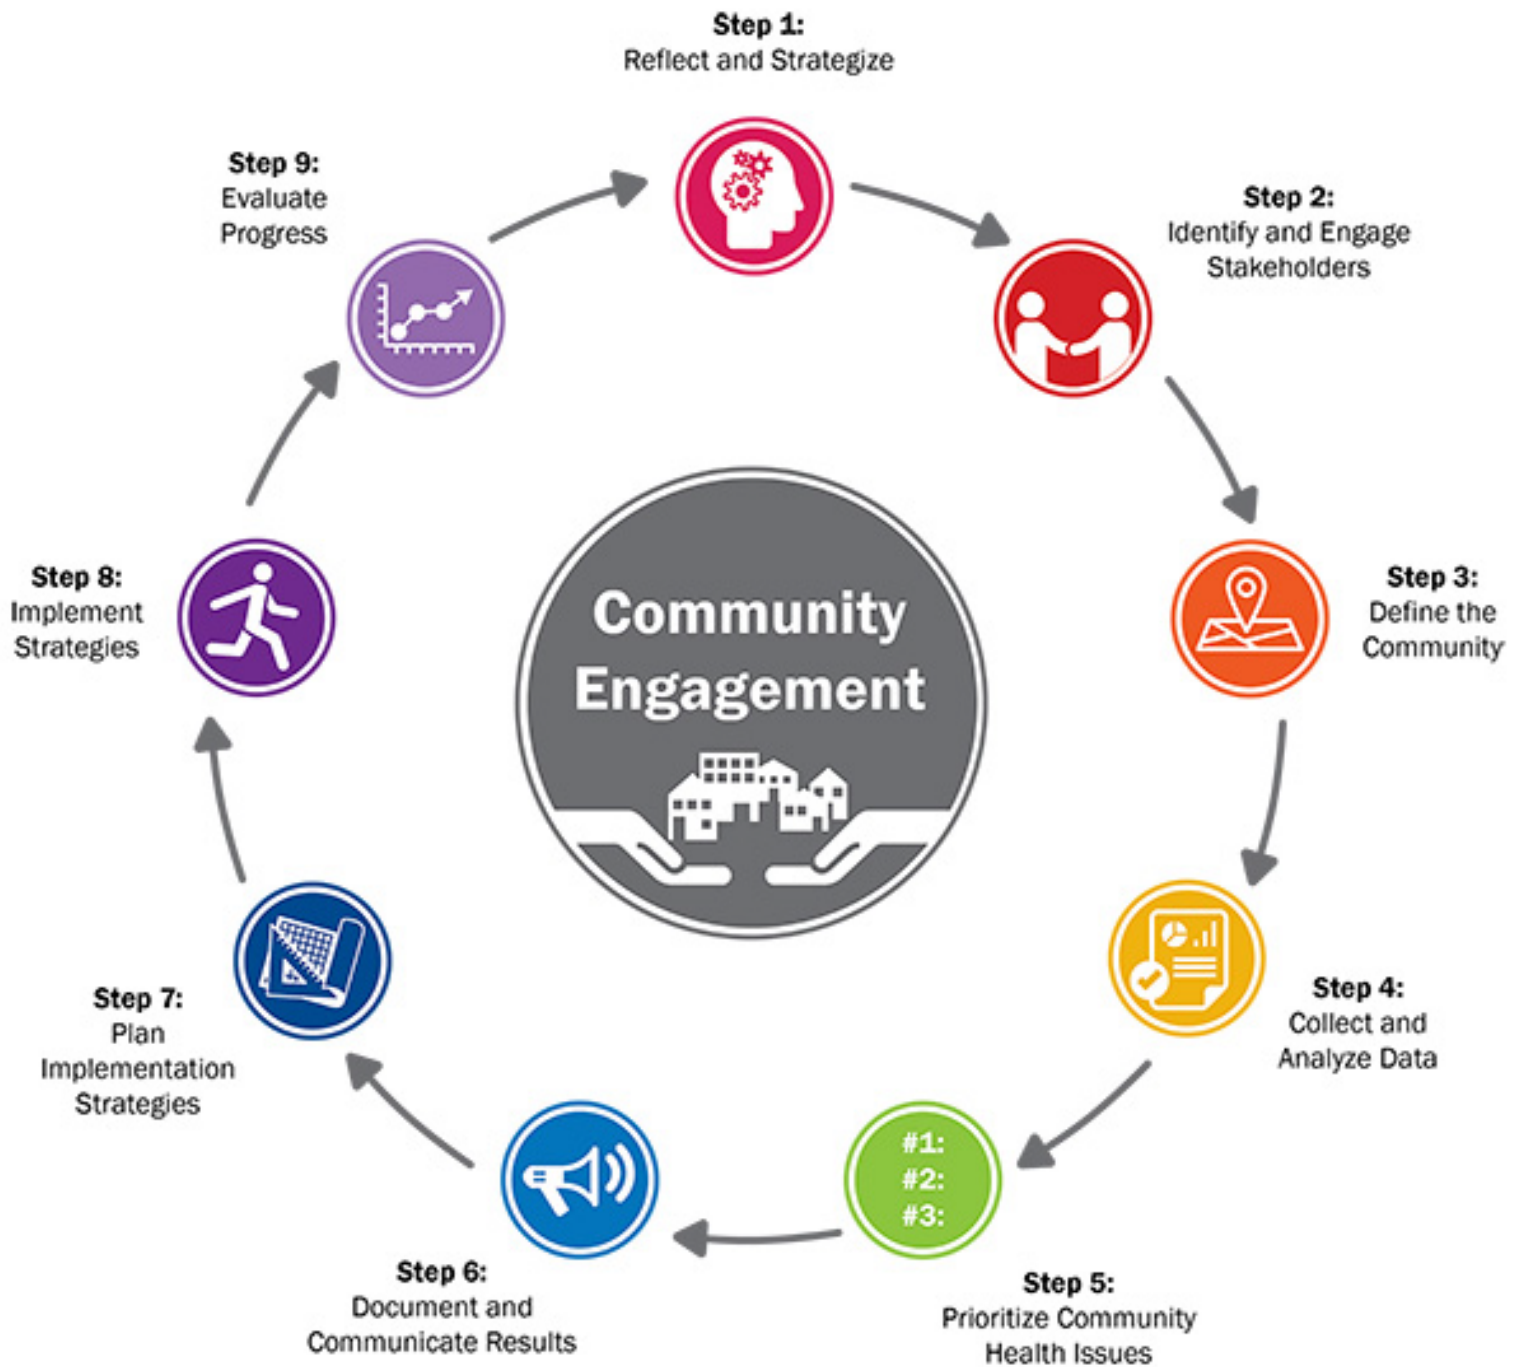 Step 1:
Reflect and Strategize
Step 2:
Identify and Engage
Stakeholders
Step 3:
Define the
Community
Step 4:
Collect and
Analyze Data
Step 5:
Prioritize Community
Health Issues
#1:
#2:
#3:
Step 6:
Document and
Communicate Results
Step 7:
Plan
Implementation
Strategies
Step 8:
Implement
Strategies
Step 9:
Evaluate
Progress
Community
Engagement